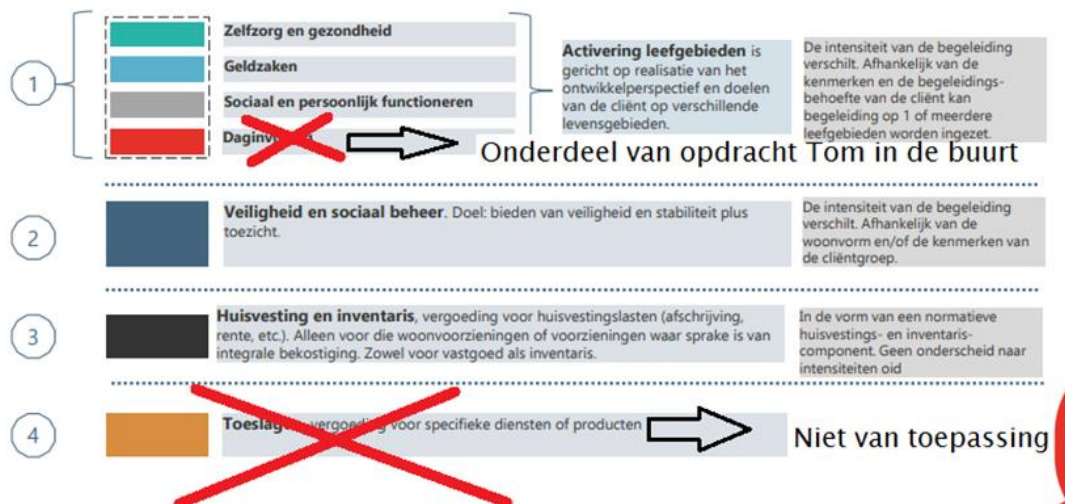 1
Zelfzorg en gezondheid
Geldzaken
Sociaal en persoonlijk functioneren
Activering leefgebieden is
gericht op realisatie van het
ontwikkelperspectief en doelen
van de cliënt op verschillende
levensgebieden.
De intensiteit van de begeleiding
verschilt. Afhankelijk van de
kenmerken en de begeleidings-
behoefte van de cliënt kan
begeleiding op 1 of meerdere
leefgebieden worden ingezet.
Onderdeel van opdracht Tom in de buurt
2
Veiligheid en sociaal beheer. Doel: bieden van veiligheid en stabiliteit plus
toezicht.
De intensiteit van de begeleiding
verschilt. Afhankelijk van de
woonvorm en/of de kenmerken van
de cliëntgroep.
3
Huisvesting en inventaris, vergoeding voor huisvestingslasten (afschrijving,
rente, etc.). Alleen voor die woonvoorzieningen of voorzieningen waar sprake is van
integrale bekostiging. Zowel voor vastgoed als inventaris.
In de vorm van een normatieve
huisvestings- en inventaris-
component. Geen onderscheid naar
intensiteiten oid
4
vergoeding voor specifieke diensten of producten
Niet van toepassing